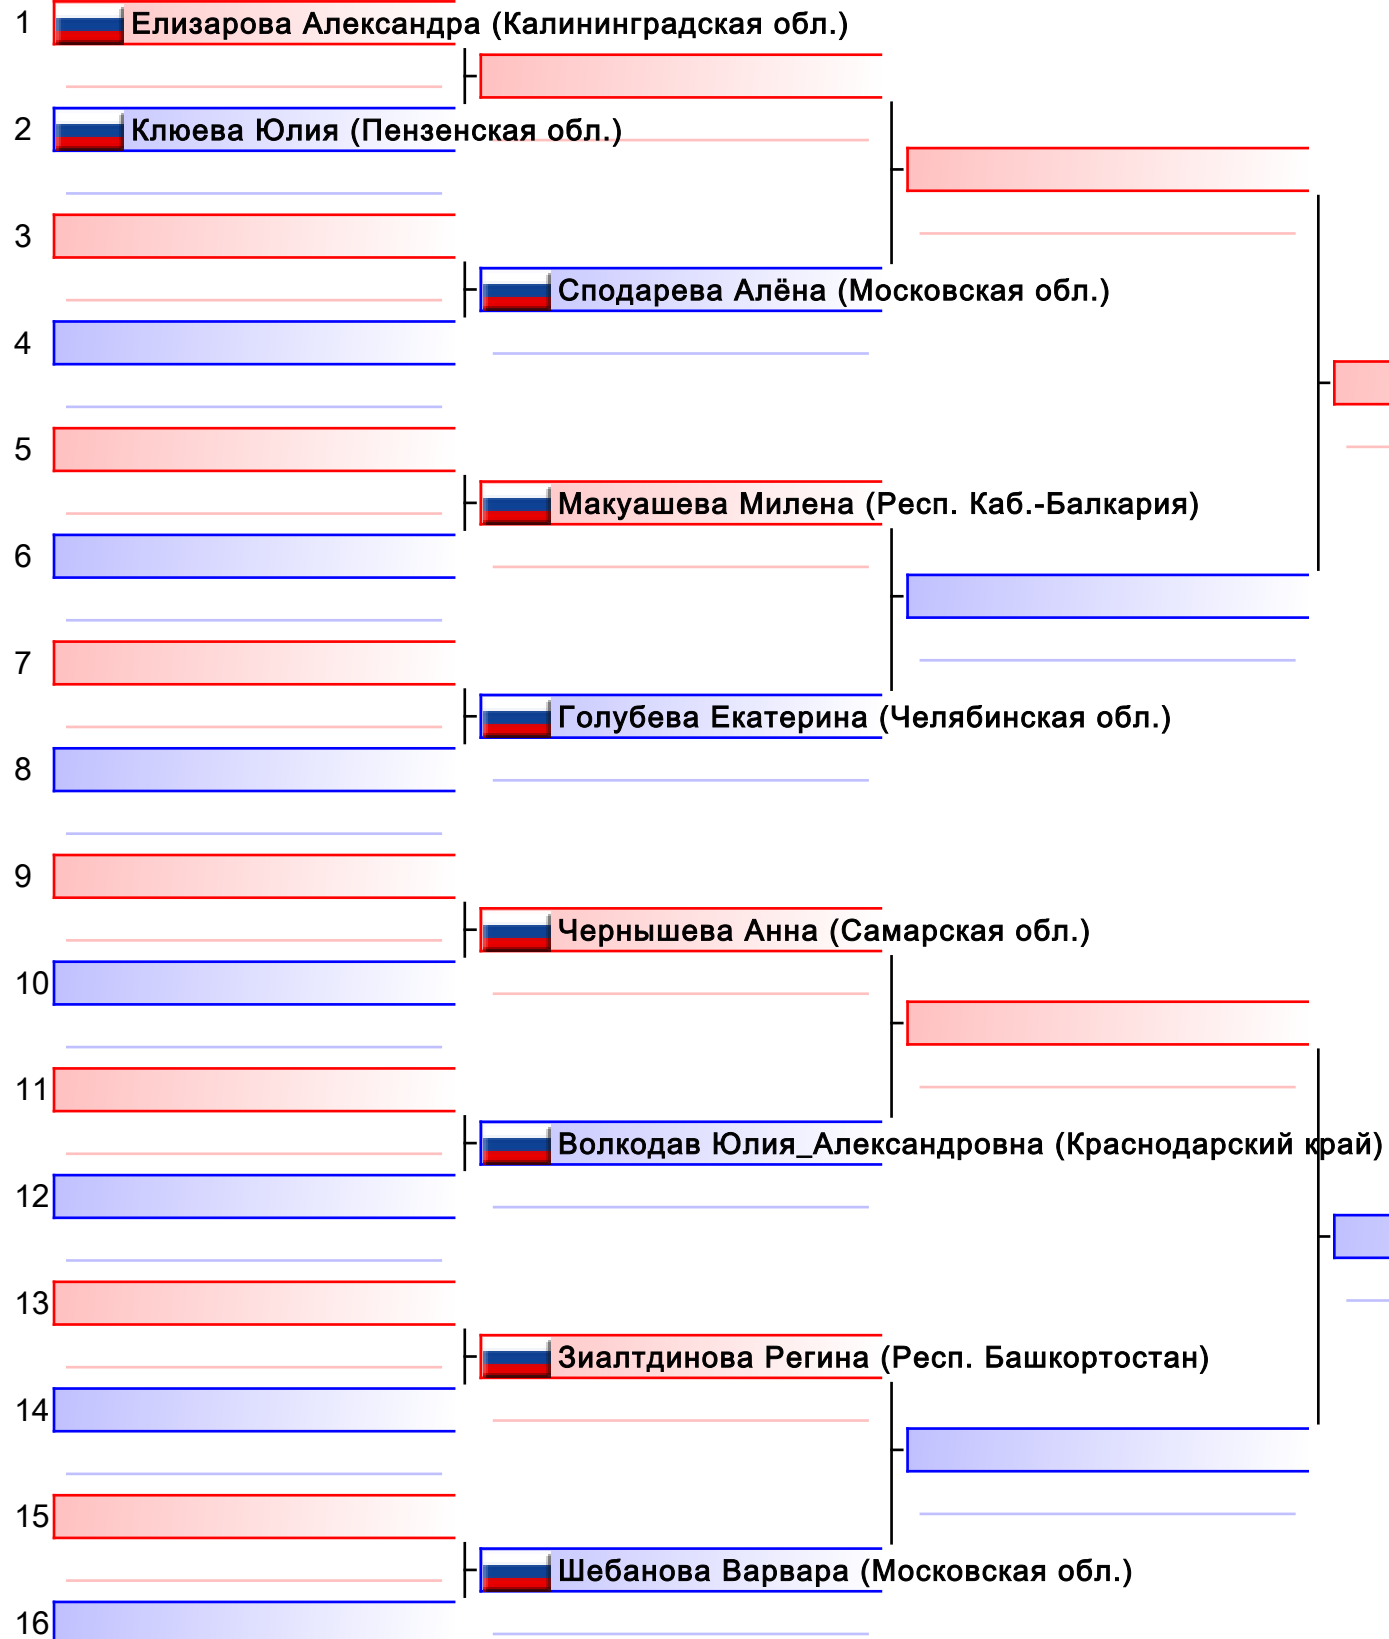 1 Елизарова Александра (Калининградская обл.)
2 Клюева Юлия (Пензенская обл.)
3
Сподарева Алёна (Московская обл.)
4
5
Макуашева Милена (Респ. Каб.-Балкария)
6
7
Голубева Екатерина (Челябинская обл.)
8
9
Чернышева Анна (Самарская обл.)
10
11
Волкодав Юлия_Александровна (Краснодарский край)
12
13
Зиалтдинова Регина (Респ. Башкортостан)
14
15
Шебанова Варвара (Московская обл.)
16